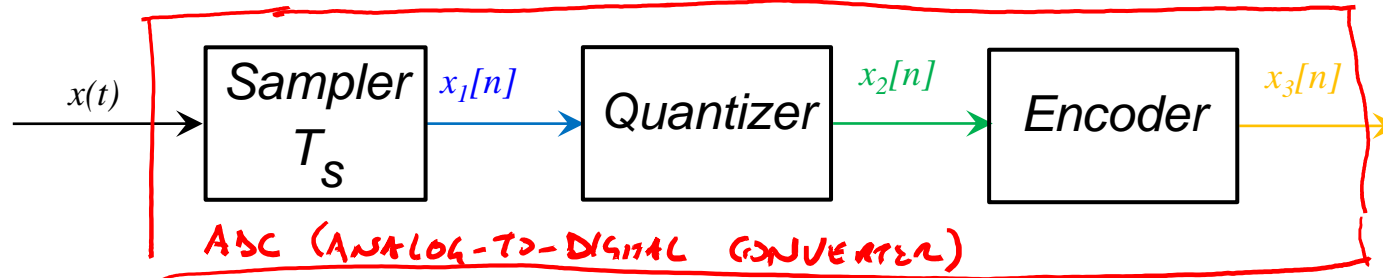 x(t)
Sampler
T_S
x_1[n]
Quantizer
x_2[n]
Encoder
x_3[n]
ADC (ANALOG-TO-DIGITAL CONVERTER)